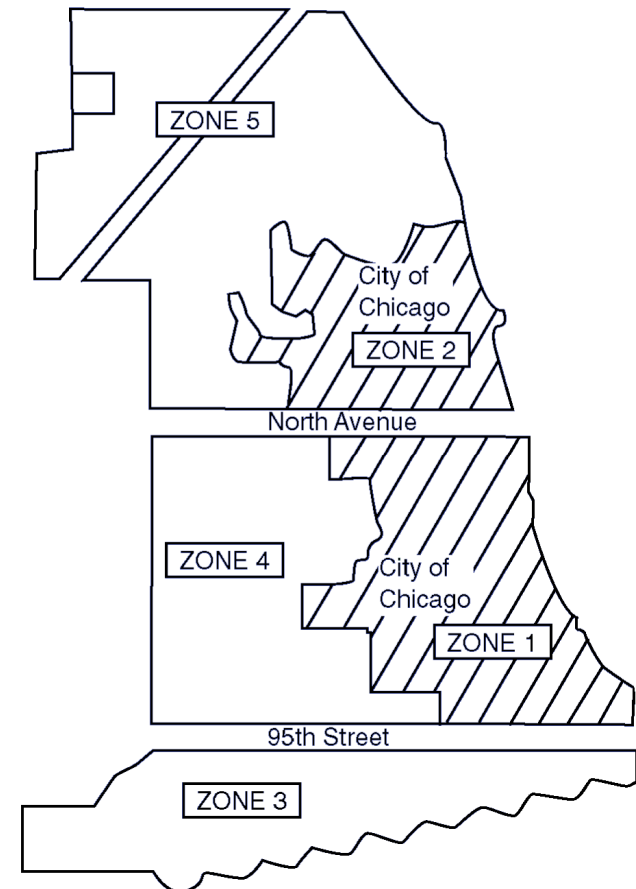 ZONE 5
City of
Chicago
ZONE 2
North Avenue
ZONE 4
City of
Chicago
ZONE 1
95th Street
ZONE 3